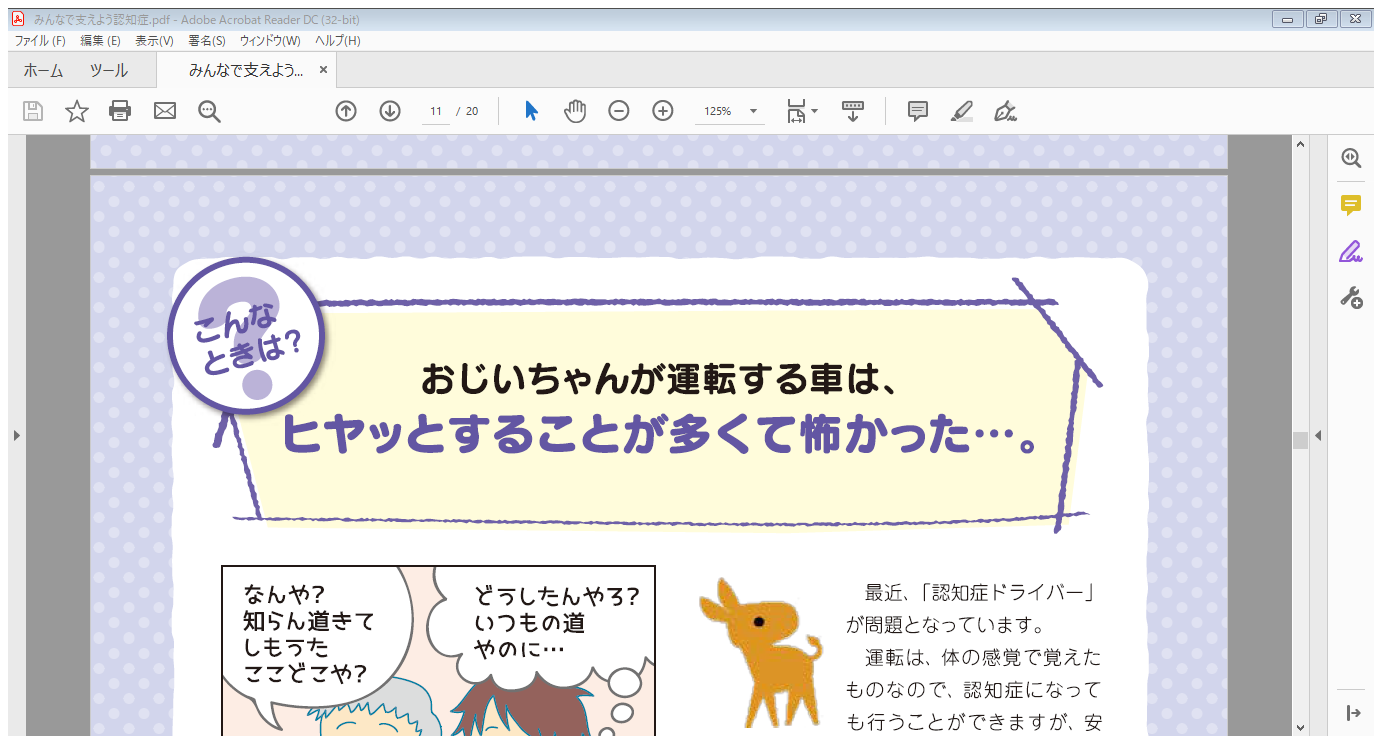 みんなで支えよう認知症.pdf - Adobe Acrobat Reader DC (32-bit)
ファイル(F) 編集(E) 表示(V) 署名(S) ウィンドウ(W) ヘルプ(H)
ホーム ツール みんなで支えよう... ×
11 / 20 125%
こんな
ときは?
おじいちゃんが運転する車は、
ヒヤッとすることが多くて怖かった…。
なんや?
知らん道きて
しもうた
ここどこや?
どうしたんやろ?
いつもの道
やのに…
最近、「認知症ドライバー」
が問題となっています。
運転は、体の感覚で覚えた
ものなので、認知症になって
も行うことができますが、安